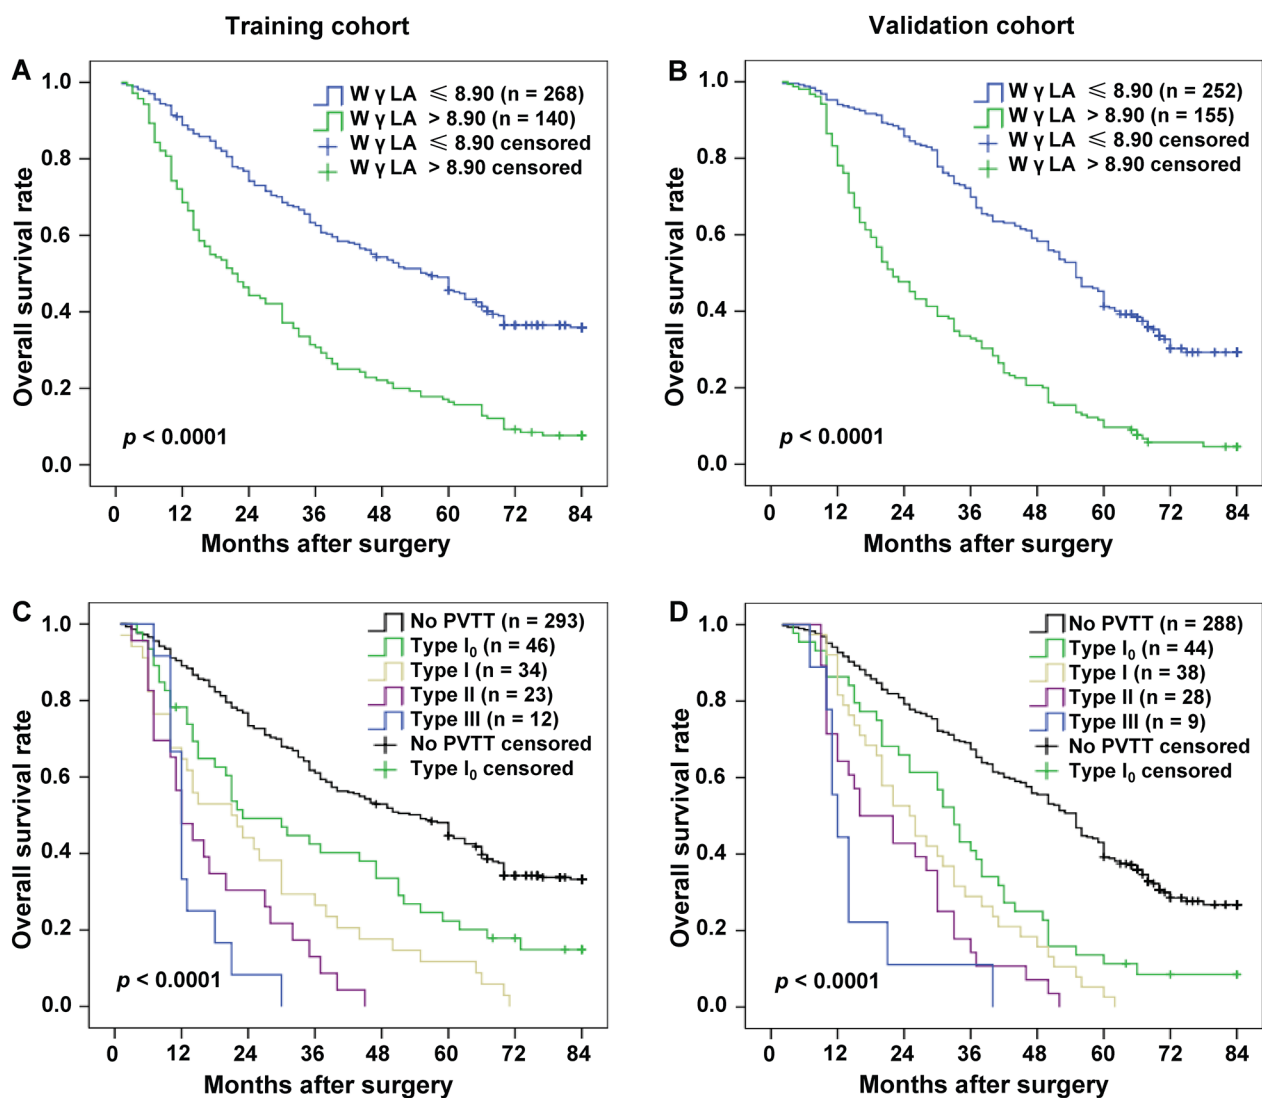 Training cohort
Validation cohort
A
Overall survival rate
1.0
0.8
0.6
0.4
0.2
0.0
W γ LA ≤ 8.90 (n = 268)
W γ LA > 8.90 (n = 140)
W γ LA ≤ 8.90 censored
W γ LA > 8.90 censored
p < 0.0001
0 12 24 36 48 60 72 84
Months after surgery
B
Overall survival rate
1.0
0.8
0.6
0.4
0.2
0.0
W γ LA ≤ 8.90 (n = 252)
W γ LA > 8.90 (n = 155)
W γ LA ≤ 8.90 censored
W γ LA > 8.90 censored
p < 0.0001
0 12 24 36 48 60 72 84
Months after surgery
C
Overall survival rate
1.0
0.8
0.6
0.4
0.2
0.0
No PVTT (n = 293)
Type I₀ (n = 46)
Type I (n = 34)
Type II (n = 23)
Type III (n = 12)
No PVTT censored
Type I₀ censored
p < 0.0001
0 12 24 36 48 60 72 84
Months after surgery
D
Overall survival rate
1.0
0.8
0.6
0.4
0.2
0.0
No PVTT (n = 288)
Type I₀ (n = 44)
Type I (n = 38)
Type II (n = 28)
Type III (n = 9)
No PVTT censored
Type I₀ censored
p < 0.0001
0 12 24 36 48 60 72 84
Months after surgery